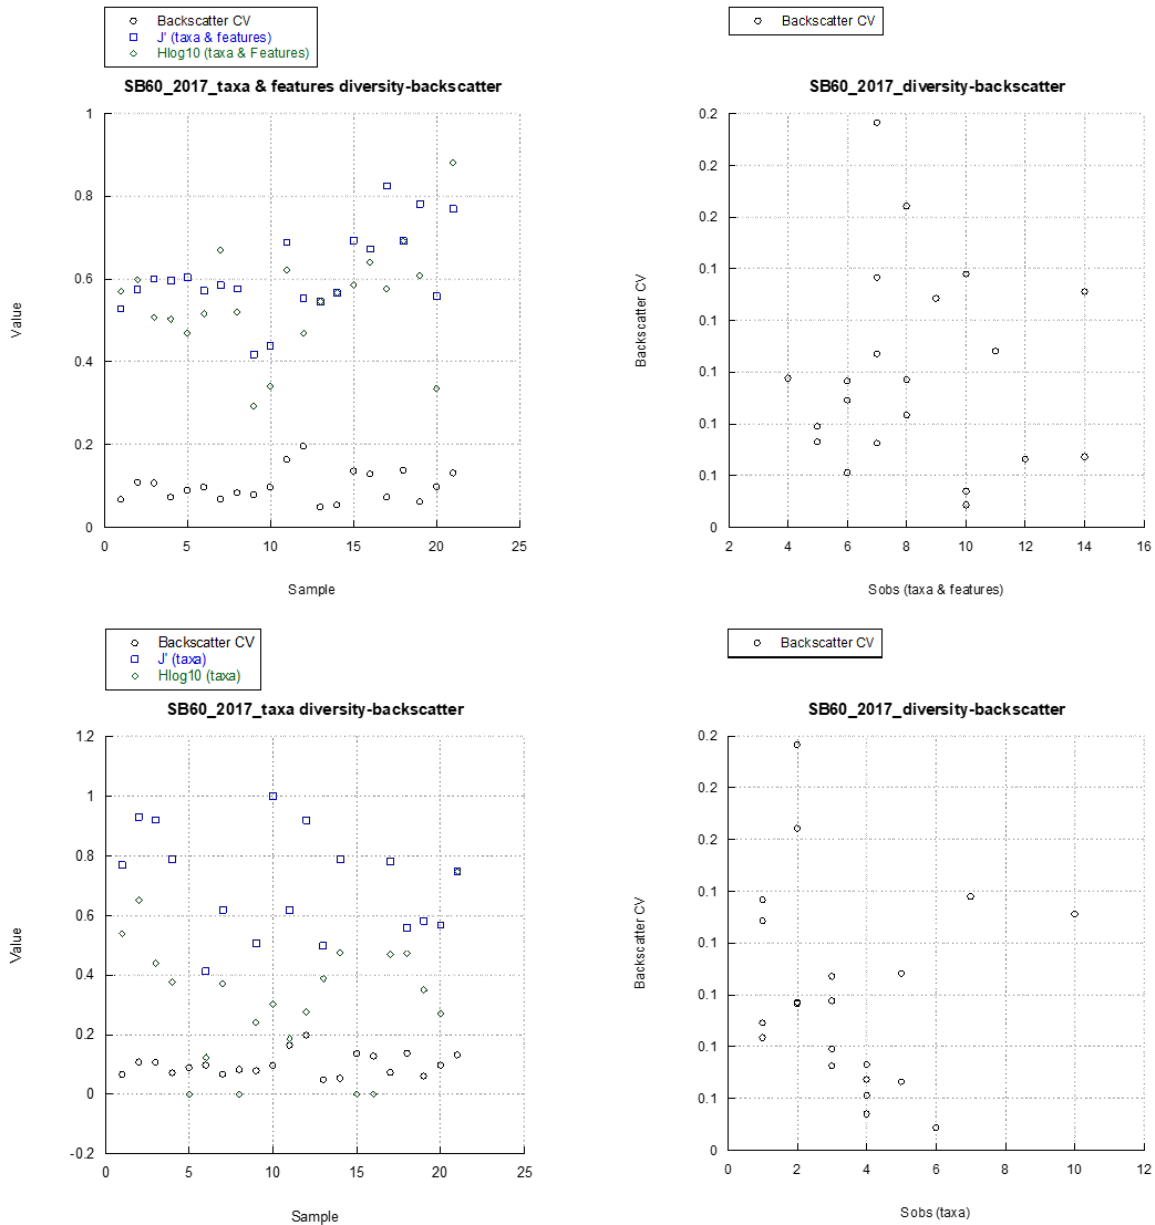 Backscatter CV
J' (taxa & features)
Hlog10 (taxa & Features)
SB60_2017_taxa & features diversity-backscatter
1
0.8
0.6
0.4
0.2
0
0 5 10 15 20 25
Value
Sample
Backscatter CV
SB60_2017_diversity-backscatter
0.2
0.2
0.2
0.1
0.1
0.1
0.1
0.1
0
2 4 6 8 10 12 14 16
Backscatter CV
Sobs (taxa & features)
Backscatter CV
J' (taxa)
Hlog10 (taxa)
SB60_2017_taxa diversity-backscatter
1.2
1
0.8
0.6
0.4
0.2
0
-0.2
0 5 10 15 20 25
Value
Sample
Backscatter CV
SB60_2017_diversity-backscatter
0.2
0.2
0.2
0.1
0.1
0.1
0.1
0.1
0
0 2 4 6 8 10 12
Backscatter CV
Sobs (taxa)